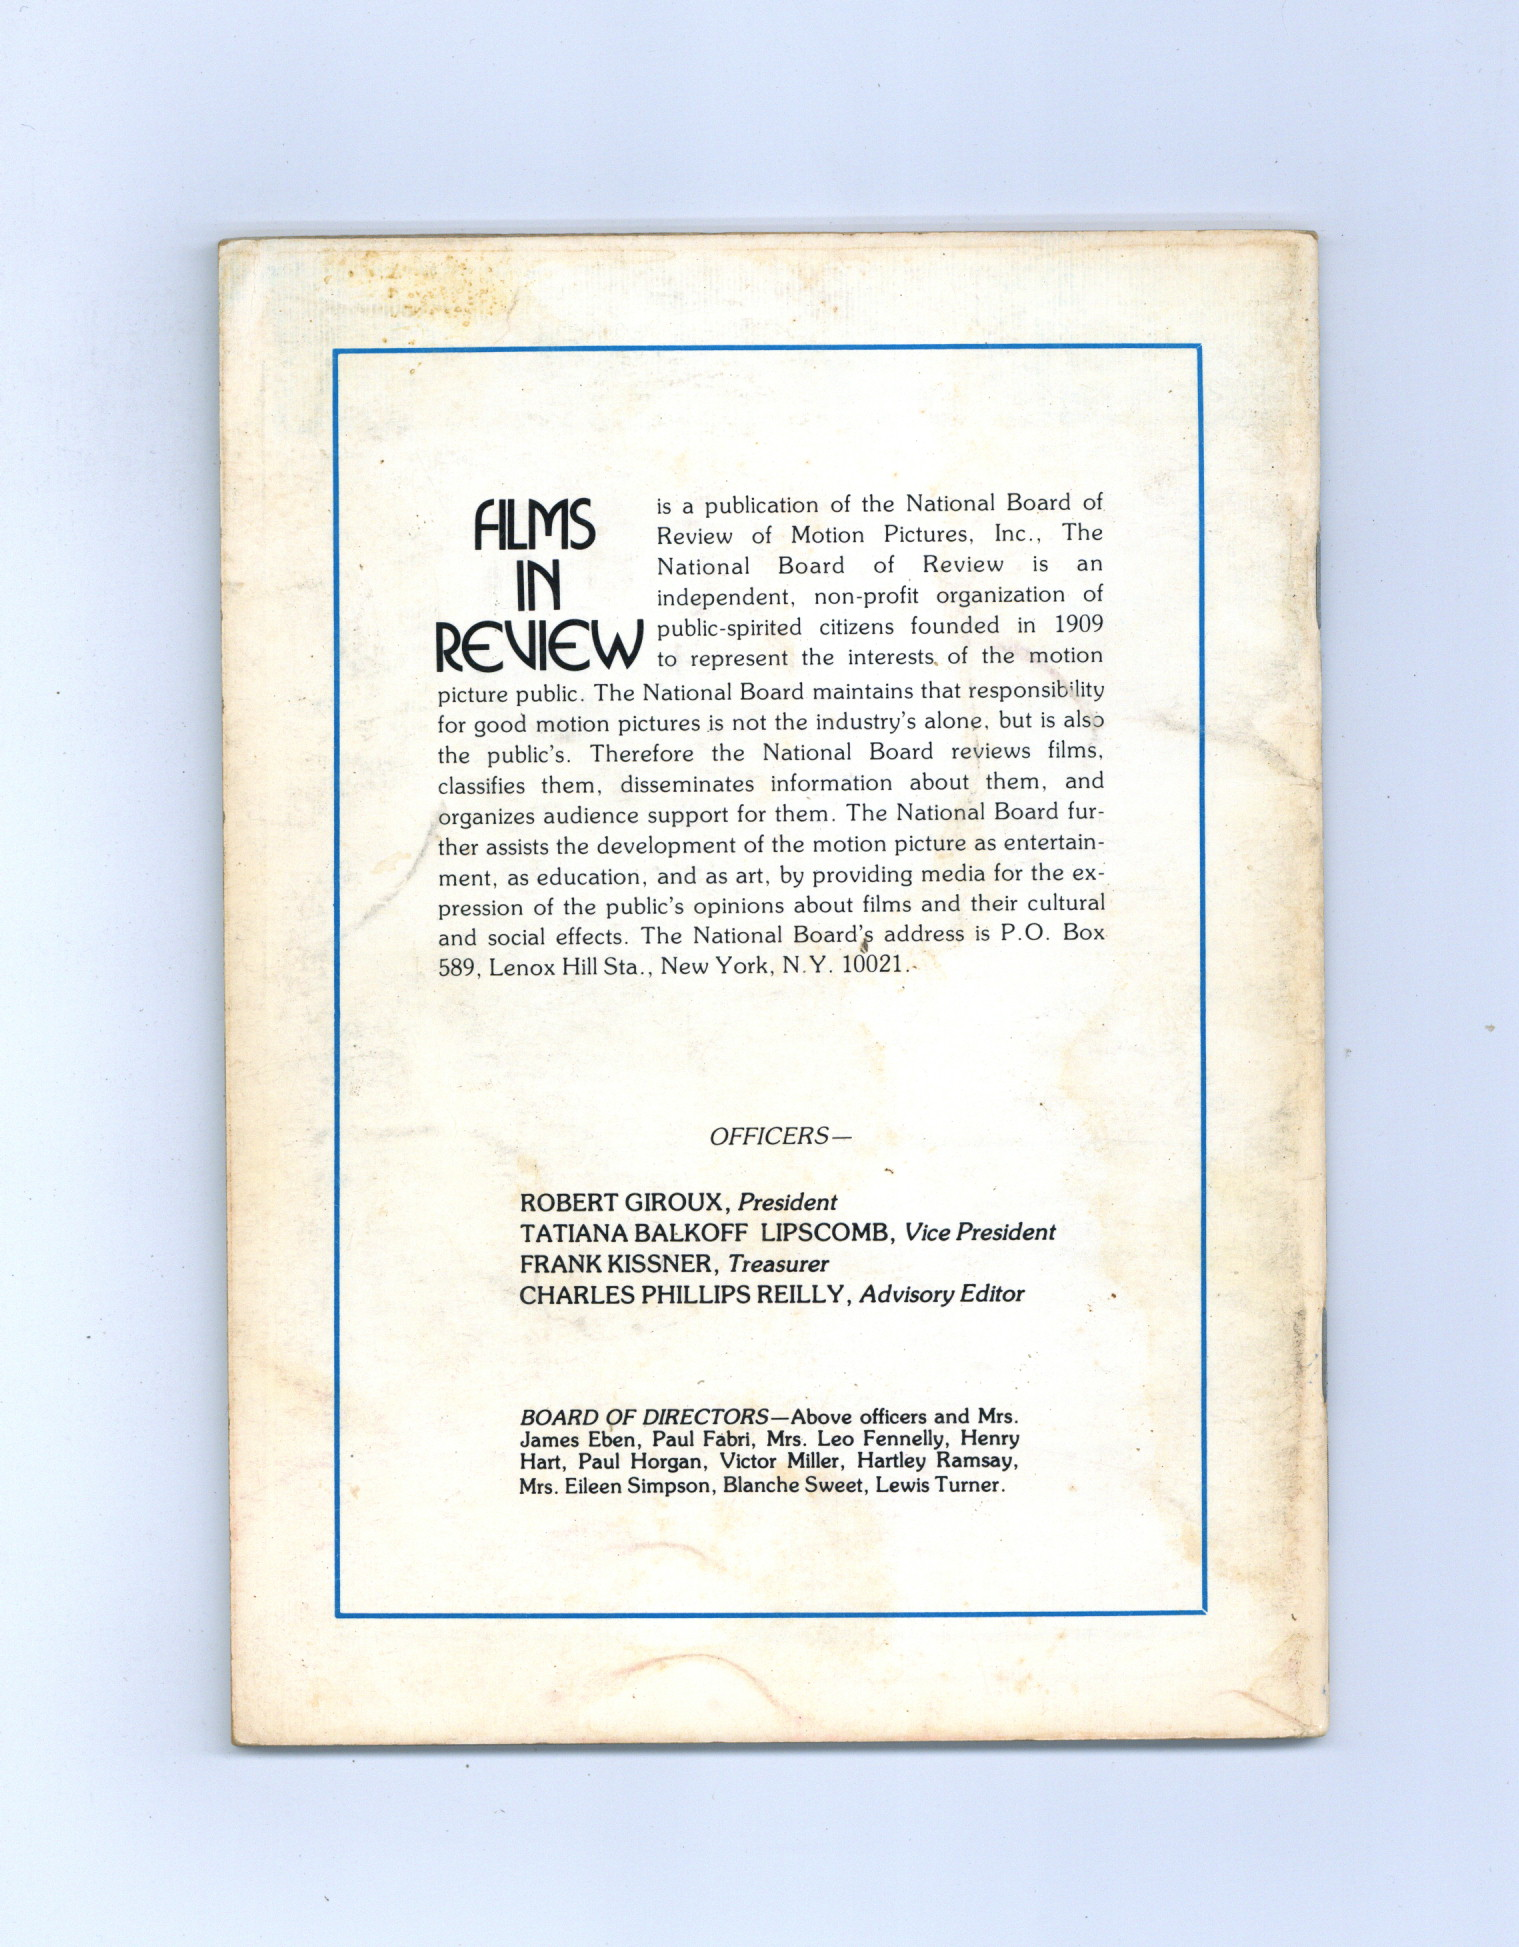 FILMS
IN
REVIEW
is a publication of the National Board of
Review of Motion Pictures, Inc., The
National Board of Review is an
independent, non-profit organization of
public-spirited citizens founded in 1909
to represent the interests of the motion
picture public. The National Board maintains that responsibility
for good motion pictures is not the industry's alone, but is also
the public's. Therefore the National Board reviews films,
classifies them, disseminates information about them, and
organizes audience support for them. The National Board fur-
ther assists the development of the motion picture as entertain-
ment, as education, and as art, by providing media for the ex-
pression of the public's opinions about films and their cultural
and social effects. The National Board's address is P.O. Box
589, Lenox Hill Sta., New York, N.Y. 10021.
OFFICERS—
ROBERT GIROUX, President
TATIANA BALKOFF LIPSCOMB, Vice President
FRANK KISSNER, Treasurer
CHARLES PHILLIPS REILLY, Advisory Editor
BOARD OF DIRECTORS—Above officers and Mrs.
James Eben, Paul Fabri, Mrs. Leo Fennelly, Henry
Hart, Paul Horgan, Victor Miller, Hartley Ramsay,
Mrs. Eileen Simpson, Blanche Sweet, Lewis Turner.